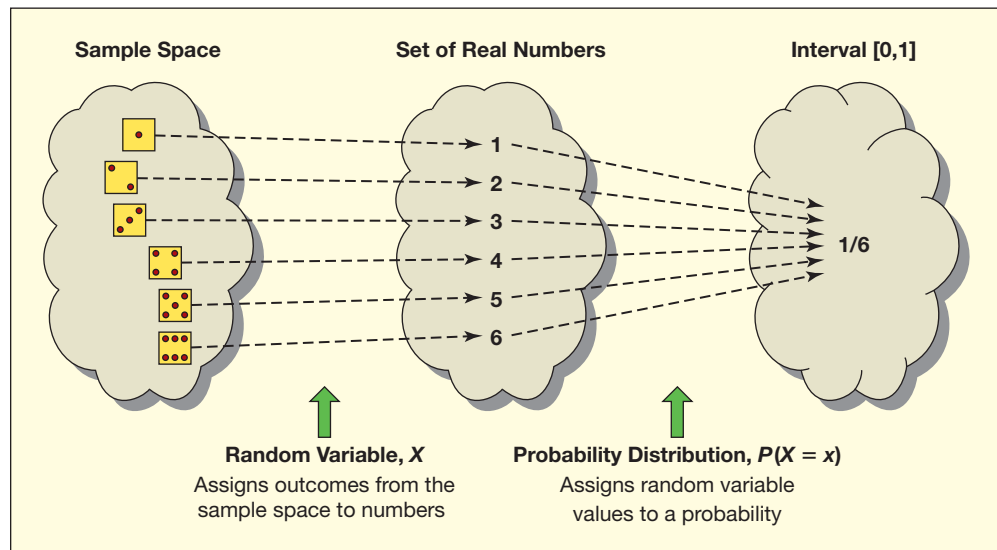 Sample Space
Set of Real Numbers
Interval [0,1]
1
2
3
4
5
6
1/6
Random Variable, X
Assigns outcomes from the
sample space to numbers
Probability Distribution, P(X = x)
Assigns random variable
values to a probability